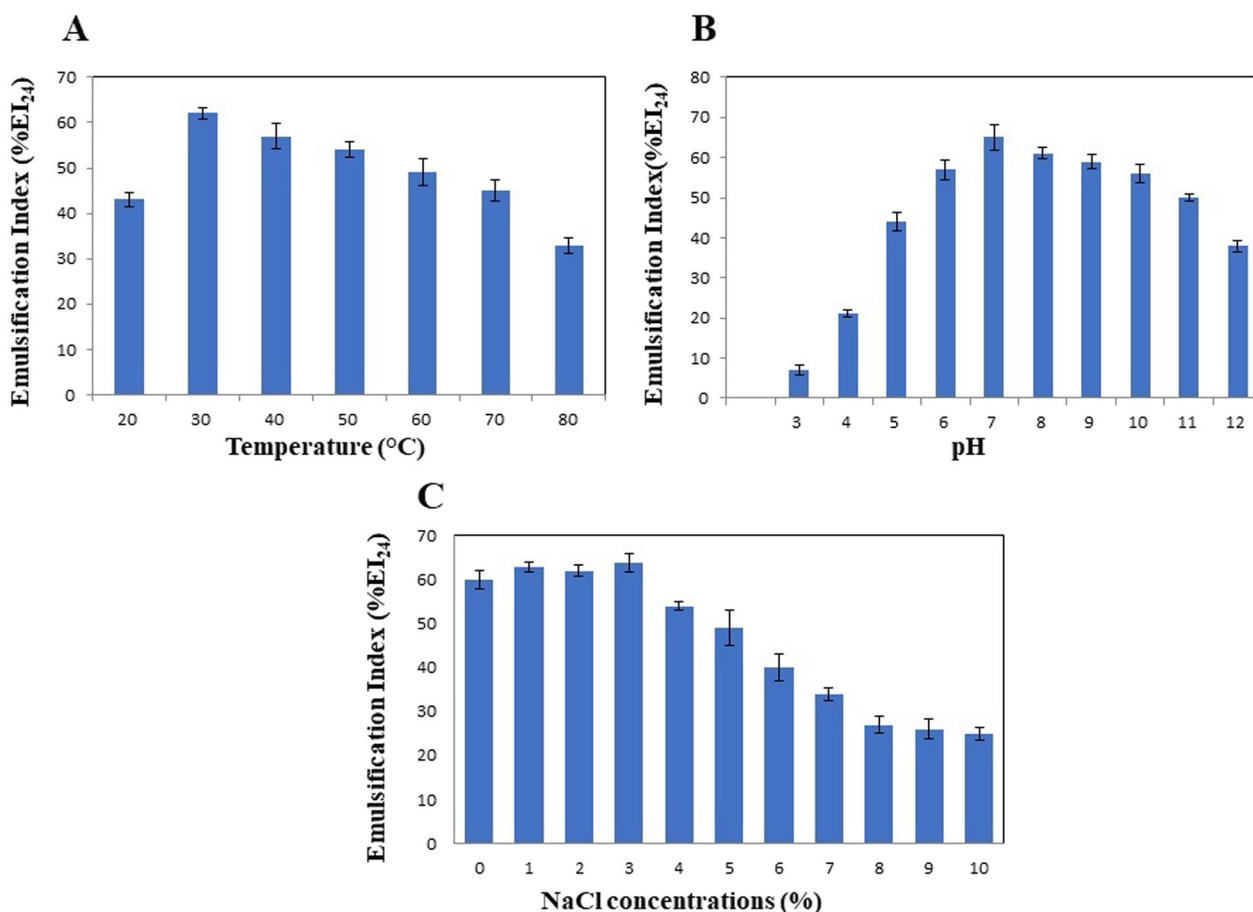 A
Emulsification Index (%EI24)
70
60
50
40
30
20
10
0
20 30 40 50 60 70 80
Temperature (°C)
B
Emulsification Index(%EI24)
80
70
60
50
40
30
20
10
0
3 4 5 6 7 8 9 10 11 12
pH
C
Emulsification Index (%EI24)
70
60
50
40
30
20
10
0
0 1 2 3 4 5 6 7 8 9 10
NaCl concentrations (%)